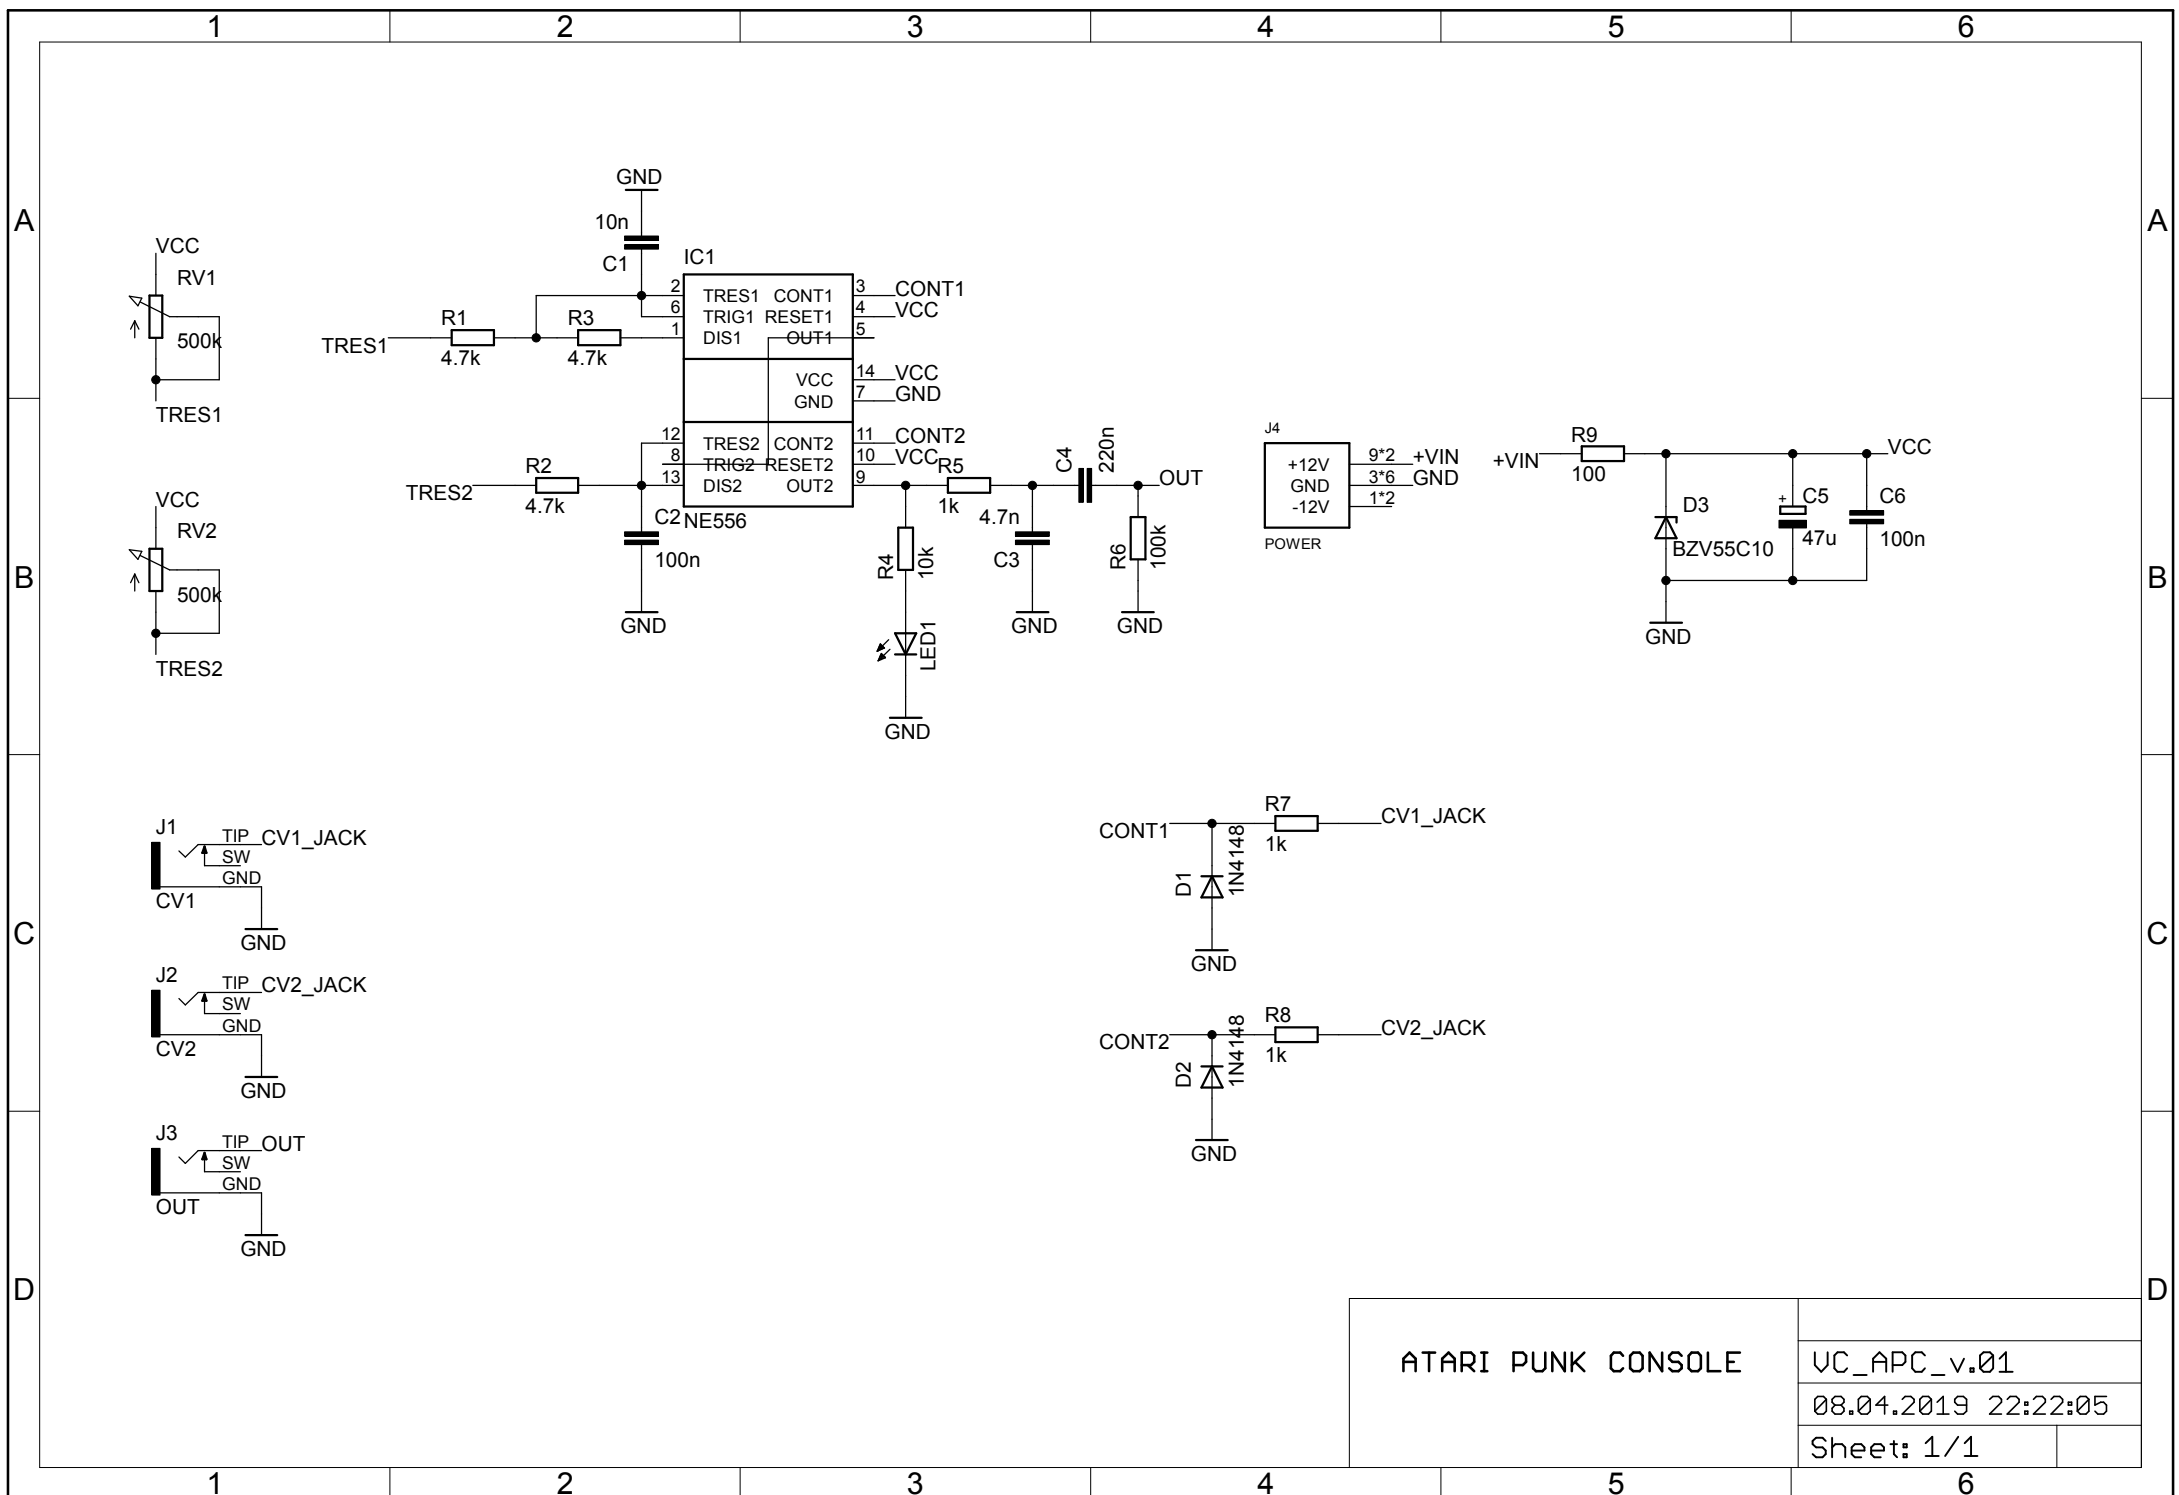 1 2 3 4 5 6
A A
B B
C C
D D
VCC
RV1
500k
TRES1
VCC
RV2
500k
TRES2
GND
10n
C1
IC1
2 TRES1 CONT1 3 CONT1
6 TRIG1 RESET1 4 VCC
1 DIS1 OUT1 5
VCC 14 VCC
GND 7 GND
12 TRES2 CONT2 11 CONT2
8 TRIG2 RESET2 10 VCC
13 DIS2 OUT2 9
NE556
TRES1
R1
4.7k
R3
4.7k
TRES2
R2
4.7k
C2
100n
GND
R5
1k
R4
10k
LED1
GND
4.7n
C3
GND
C4
220n
OUT
R6
100k
GND
J4
+12V 9*2 +VIN
GND 3*6 GND
-12V 1*2
POWER
+VIN
R9
100
VCC
D3
BZV55C10
C5
+
47u
C6
100n
GND
J1
TIP CV1_JACK
SW
GND
CV1
GND
J2
TIP CV2_JACK
SW
GND
CV2
GND
J3
TIP OUT
SW
GND
OUT
GND
CONT1
R7
1k
CV1_JACK
D1
1N4148
GND
CONT2
R8
1k
CV2_JACK
D2
1N4148
GND
ATARI PUNK CONSOLE
VC_APC_v.01
08.04.2019 22:22:05
Sheet: 1/1
1 2 3 4 5 6